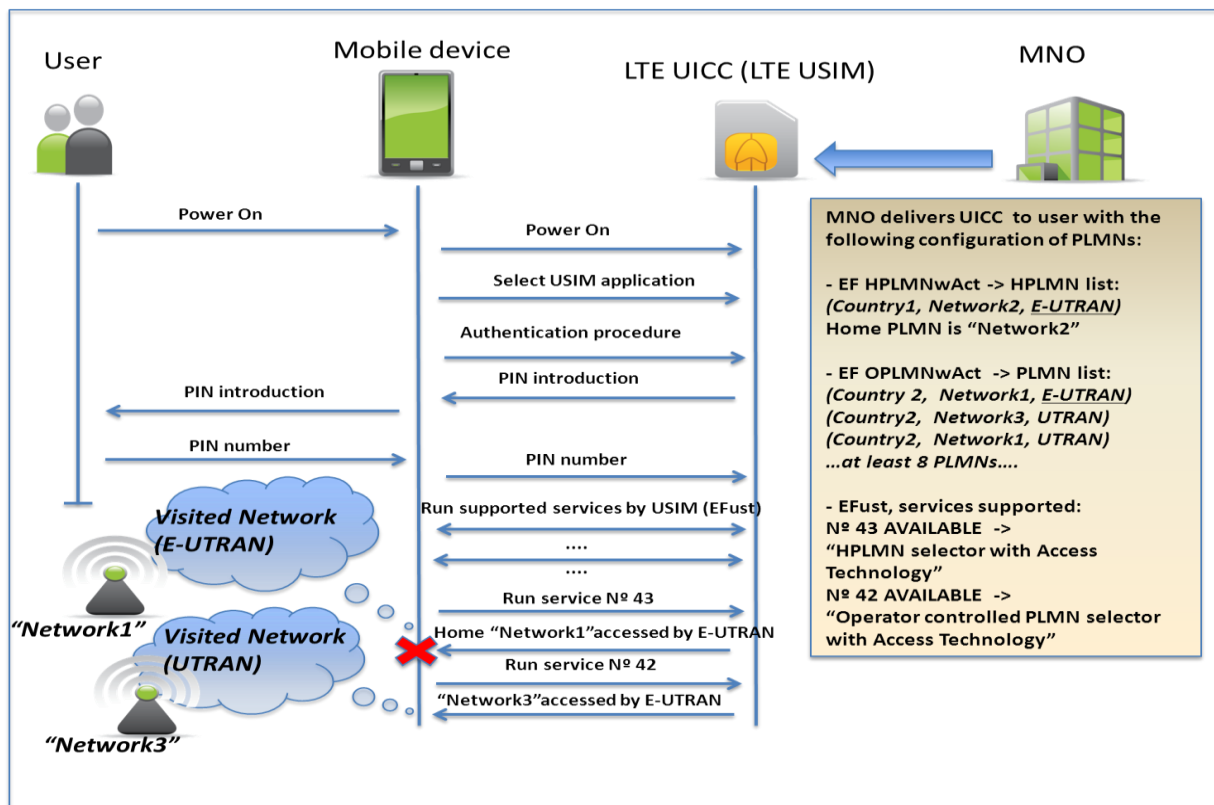 User
Mobile device
LTE UICC (LTE USIM)
MNO
Power On
Power On
Select USIM application
Authentication procedure
PIN introduction
PIN introduction
PIN number
PIN number
Run supported services by USIM (EFust)
....
....
Run service Nº 43
Home “Network1”accessed by E-UTRAN
Run service Nº 42
“Network3”accessed by E-UTRAN
Visited Network
(E-UTRAN)
“Network1”
Visited Network
(UTRAN)
“Network3”
MNO delivers UICC to user with the
following configuration of PLMNs:
- EF HPLMNwAct -> HPLMN list:
(Country1, Network2, E-UTRAN)
Home PLMN is “Network2”
- EF OPLMNwAct -> PLMN list:
(Country 2, Network1, E-UTRAN)
(Country2, Network3, UTRAN)
(Country2, Network1, UTRAN)
...at least 8 PLMNs....
- EFust, services supported:
Nº 43 AVAILABLE ->
“HPLMN selector with Access
Technology”
Nº 42 AVAILABLE ->
“Operator controlled PLMN selector
with Access Technology”